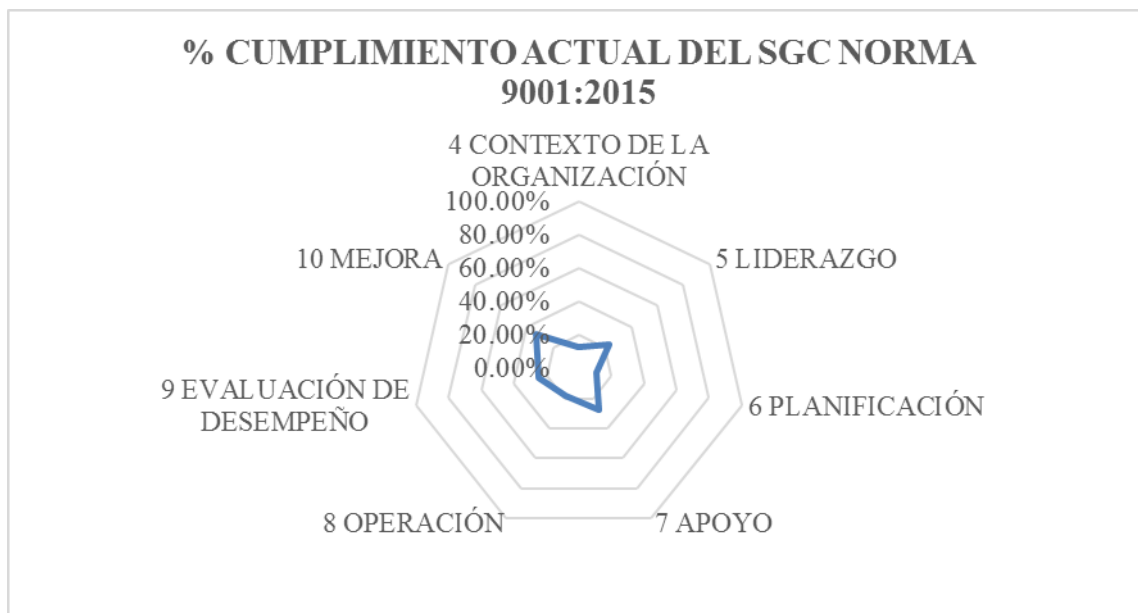 % CUMPLIMIENTO ACTUAL DEL SGC NORMA
9001:2015
4 CONTEXTO DE LA
ORGANIZACIÓN
100.00%
80.00%
60.00%
40.00%
20.00%
0.00%
5 LIDERAZGO
6 PLANIFICACIÓN
7 APOYO
8 OPERACIÓN
9 EVALUACIÓN DE
DESEMPEÑO
10 MEJORA